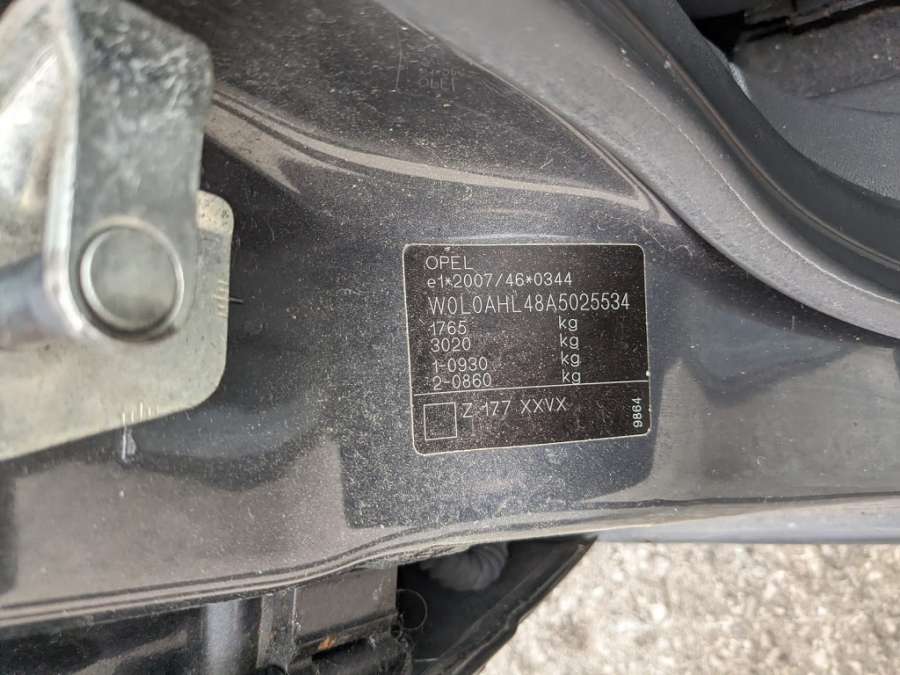 OPEL
e1*2007/46*0344
W0L0AHL48A5025534
1765 kg
3020 kg
1-0930 kg
2-0860 kg
Z 177 XXVX
9864